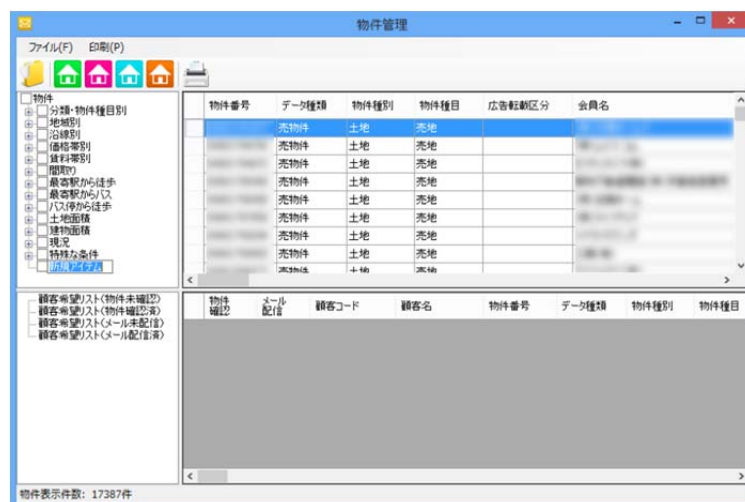 物件管理
ファイル(F) 印刷(P)
物件
分類・物件種目別
地域別
沿線別
価格帯別
賃料帯別
間取り
最寄駅から徒歩
最寄駅からバス
バス停から徒歩
土地面積
建物面積
現況
特殊な条件
新規アイテム
物件番号 データ種類 物件種別 物件種目 広告転載区分 会員名
売物件 土地 売地
売物件 土地 売地
売物件 土地 売地
売物件 土地 売地
売物件 土地 売地
売物件 土地 売地
売物件 土地 売地
売物件 土地 売地
売物件 土地 売地
顧客希望リスト(物件未確認)
顧客希望リスト(物件確認済)
顧客希望リスト(メール未配信)
顧客希望リスト(メール配信済)
物件確認 メール配信 顧客コード 顧客名 物件番号 データ種類 物件種別 物件種目
物件表示件数: 17387件